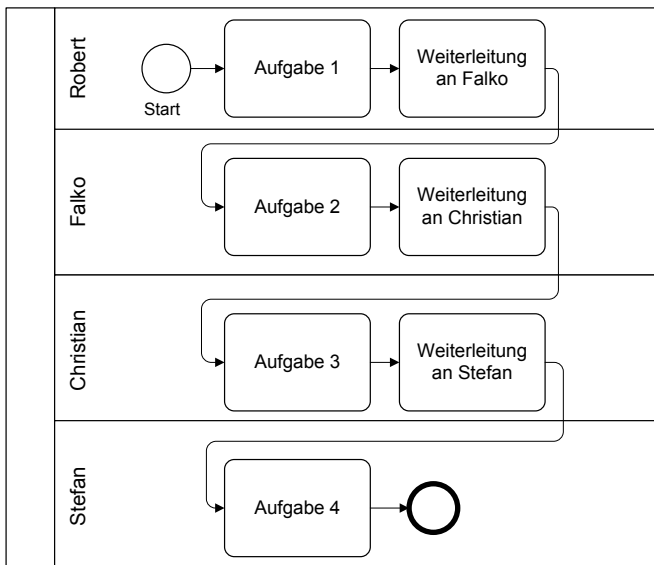 Robert
Start
Aufgabe 1
Weiterleitung
an Falko
Falko
Aufgabe 2
Weiterleitung
an Christian
Christian
Aufgabe 3
Weiterleitung
an Stefan
Stefan
Aufgabe 4